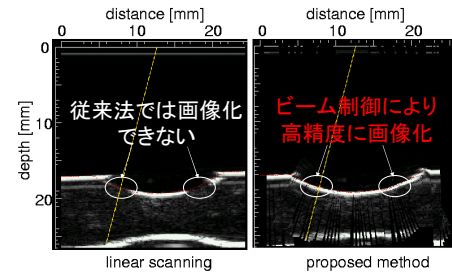 distance [mm]
distance [mm]
0 10 20
0 10 20
depth [mm]
0
10
20
従来法では画像化
できない
ビーム制御により
高精度に画像化
linear scanning
proposed method